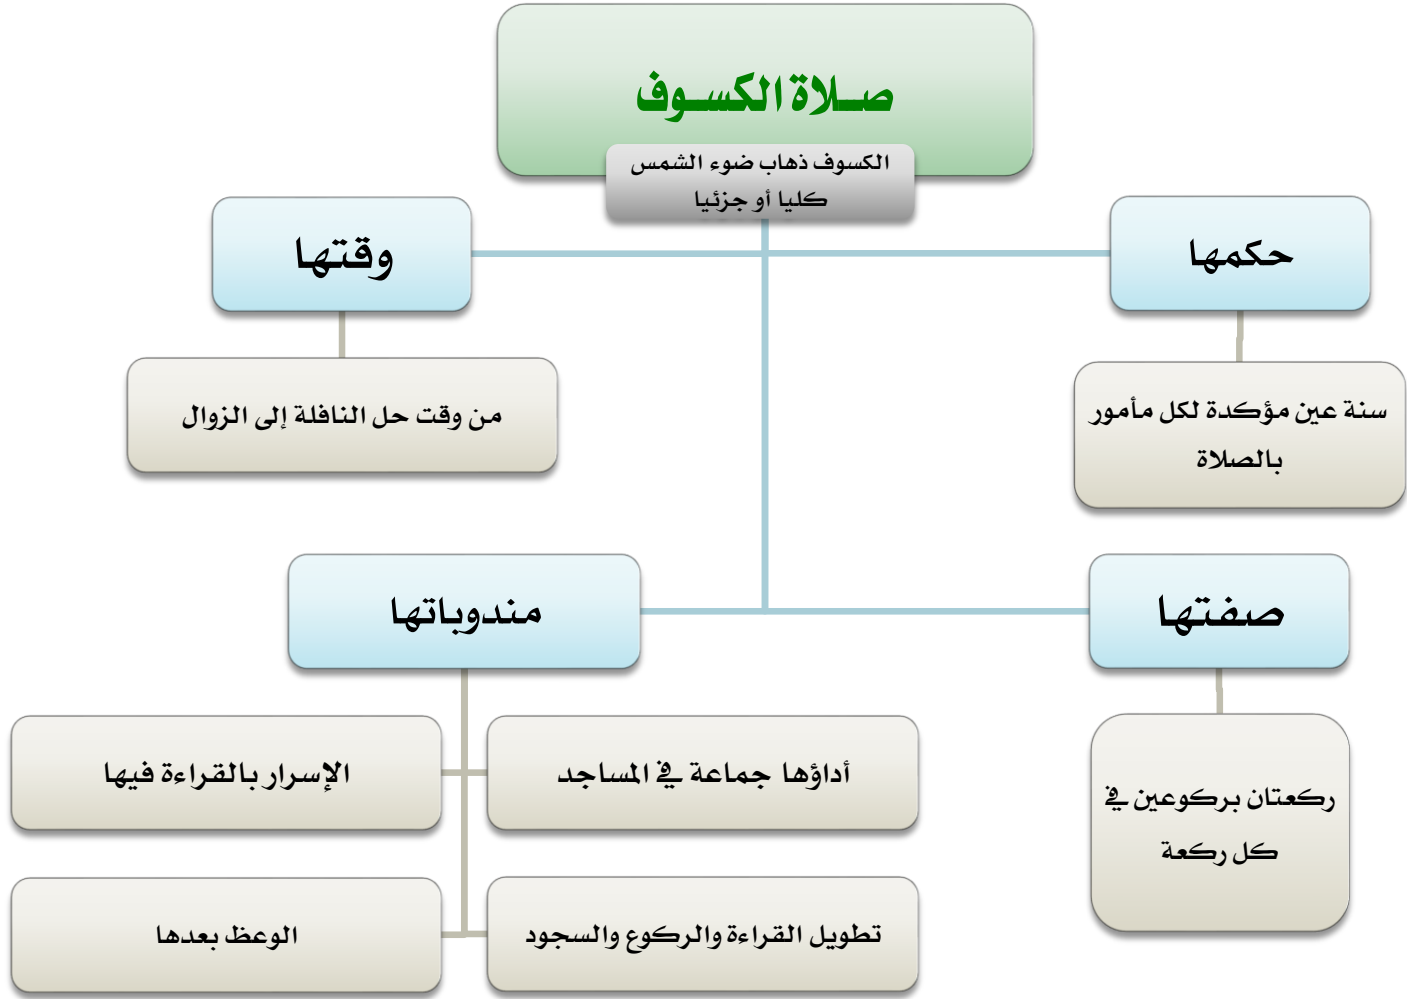 صلاة الكسوف
الكسوف ذهاب ضوء الشمس
كليا أو جزئيا
حكمها
وقتها
سنة عين مؤكدة لكل مأمور
بالصلاة
من وقت حل النافلة إلى الزوال
صفتها
مندوباتها
ركعتان بركوعين في
كل ركعة
أداؤها جماعة في المساجد
الإسرار بالقراءة فيها
تطويل القراءة والركوع والسجود
الوعظ بعدها